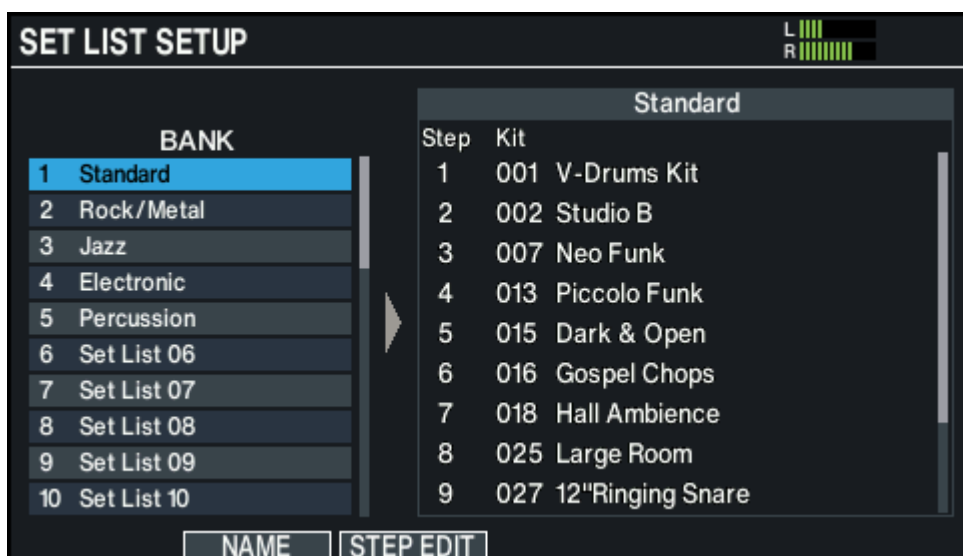 SET LIST SETUP
L
R
BANK
1 Standard
2 Rock/Metal
3 Jazz
4 Electronic
5 Percussion
6 Set List 06
7 Set List 07
8 Set List 08
9 Set List 09
10 Set List 10
Standard
Step Kit
1 001 V-Drums Kit
2 002 Studio B
3 007 Neo Funk
4 013 Piccolo Funk
5 015 Dark & Open
6 016 Gospel Chops
7 018 Hall Ambience
8 025 Large Room
9 027 12"Ringing Snare
NAME STEP EDIT